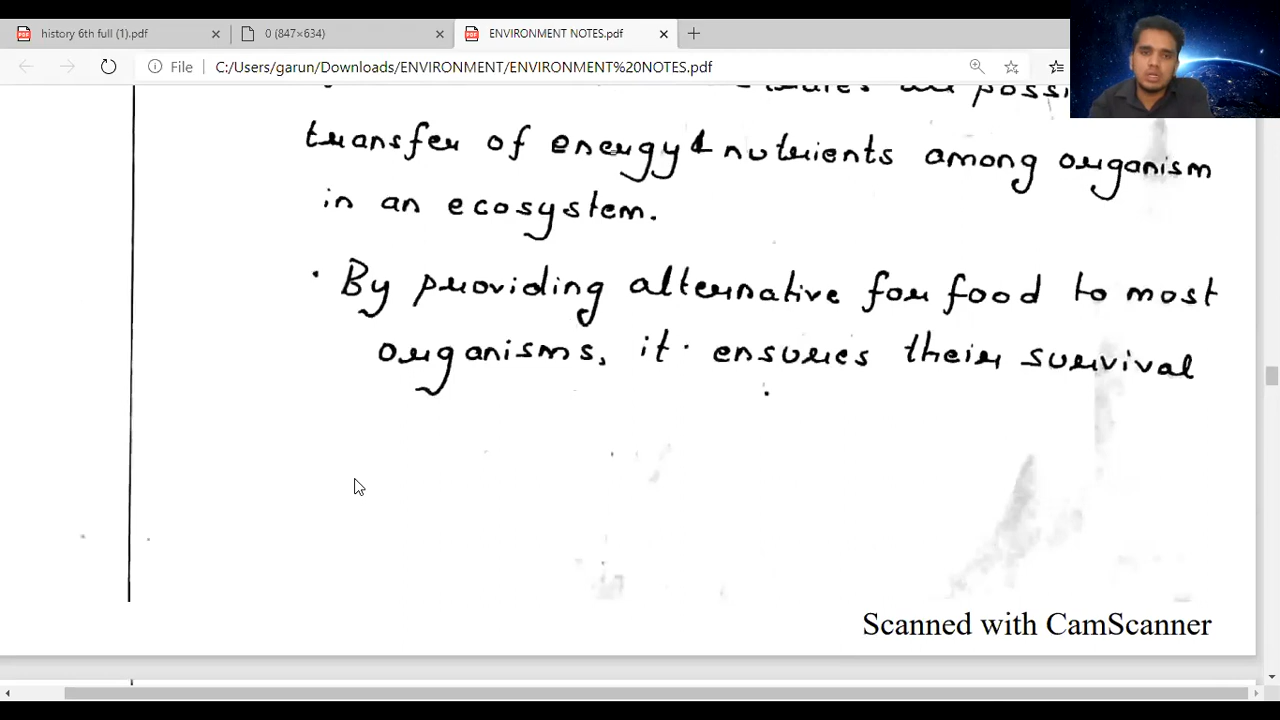 history 6th full (1).pdf
0 (847×634)
ENVIRONMENT NOTES.pdf
File
C:/Users/garun/Downloads/ENVIRONMENT/ENVIRONMENT%20NOTES.pdf
transfer of energy & nutrients among organism
in an ecosystem.
· By providing alternative for food to most
organisms, it ensures their survival
Scanned with CamScanner